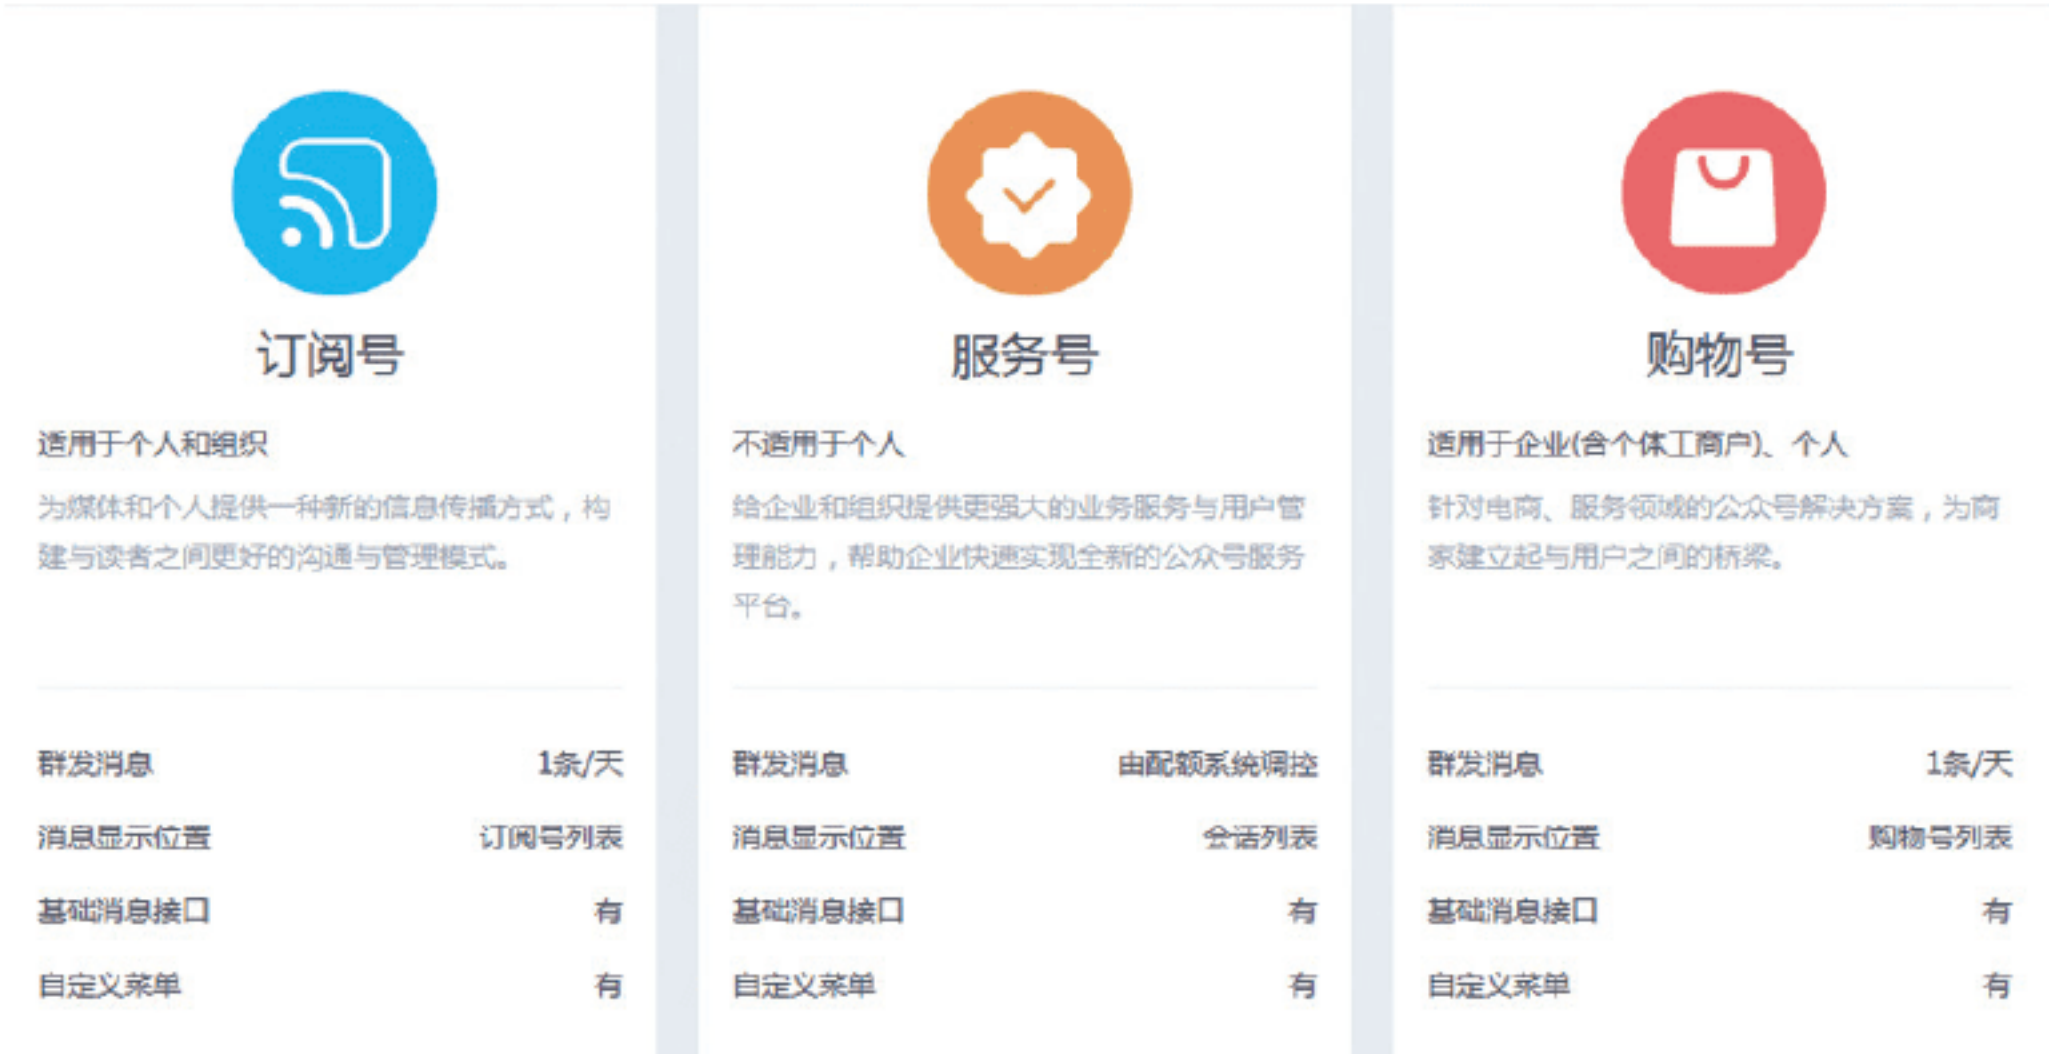 订阅号
适用于个人和组织
为媒体和个人提供一种新的信息传播方式，构
建与读者之间更好的沟通与管理模式。
群发消息 1条/天
消息显示位置 订阅号列表
基础消息接口 有
自定义菜单 有
服务号
不适用于个人
给企业和组织提供更强大的业务服务与用户管
理能力，帮助企业快速实现全新的公众号服务
平台。
群发消息 由配额系统调控
消息显示位置 会话列表
基础消息接口 有
自定义菜单 有
购物号
适用于企业(含个体工商户)、个人
针对电商、服务领域的公众号解决方案，为商
家建立起与用户之间的桥梁。
群发消息 1条/天
消息显示位置 购物号列表
基础消息接口 有
自定义菜单 有